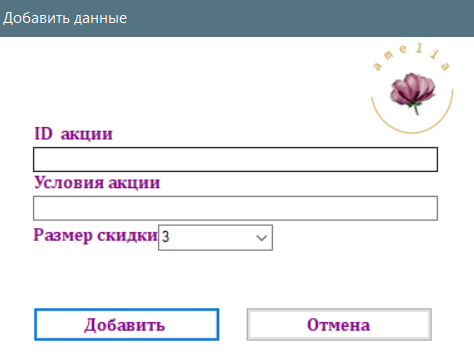 Добавить данные
amelia
ID акции
Условия акции
Размер скидки 3
Добавить Отмена